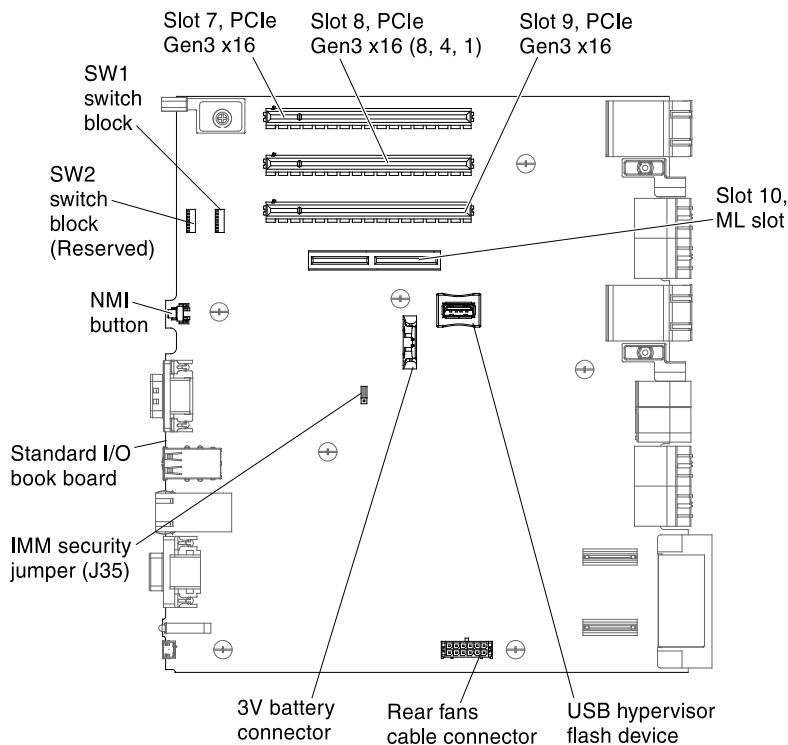 Slot 7, PCIe
Gen3 x16
Slot 8, PCIe
Gen3 x16 (8, 4, 1)
Slot 9, PCIe
Gen3 x16
SW1
switch
block
SW2
switch
block
(Reserved)
Slot 10,
ML slot
NMI
button
Standard I/O
book board
IMM security
jumper (J35)
3V battery
connector
Rear fans
cable connector
USB hypervisor
flash device